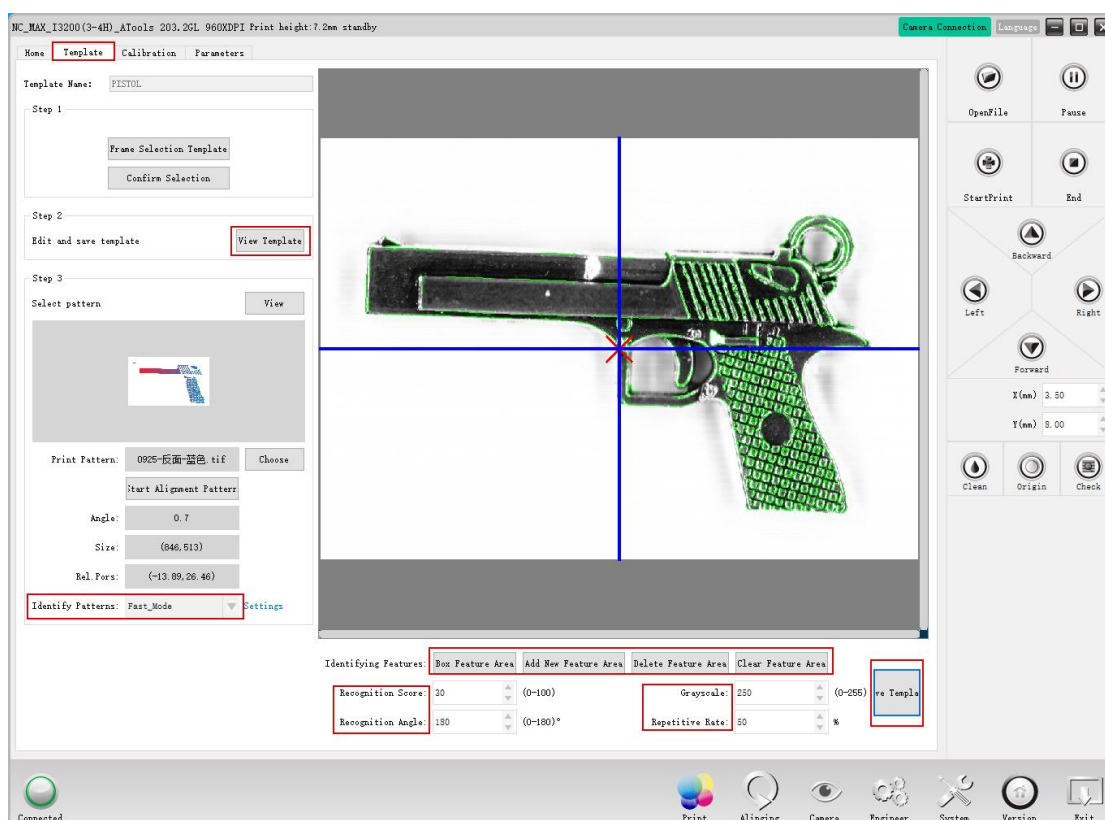 NC_MAX_I3200(3-4H)_ATools 203.2GL 960XDPI Print height:7.2mm standby
Camera Connection Language
Home Template Calibration Parameters
Template Name: PISTOL
Step 1
Frame Selection Template
Confirm Selection
Step 2
Edit and save template View Template
Step 3
Select pattern View
Print Pattern: 0925-反面-蓝色.tif Choose
Start Alignment Pattern
Angle: 0.7
Size: (846,513)
Rel.Pors: (-13.89,26.46)
Identify Patterns: Fast_Mode Settings
Identifying Features: Box Feature Area Add New Feature Area Delete Feature Area Clear Feature Area
Recognition Score: 30 (0-100) Grayscale: 250 (0-255) ve Templa
Recognition Angle: 180 (0-180)° Repetitive Rate: 50 %
OpenFile Pause
StartPrint End
Backward
Left Right
Forward
X(mm) 3.50
Y(mm) 8.00
Clean Origin Check
Connected Print Alinging Camera Engineer System Version Exit